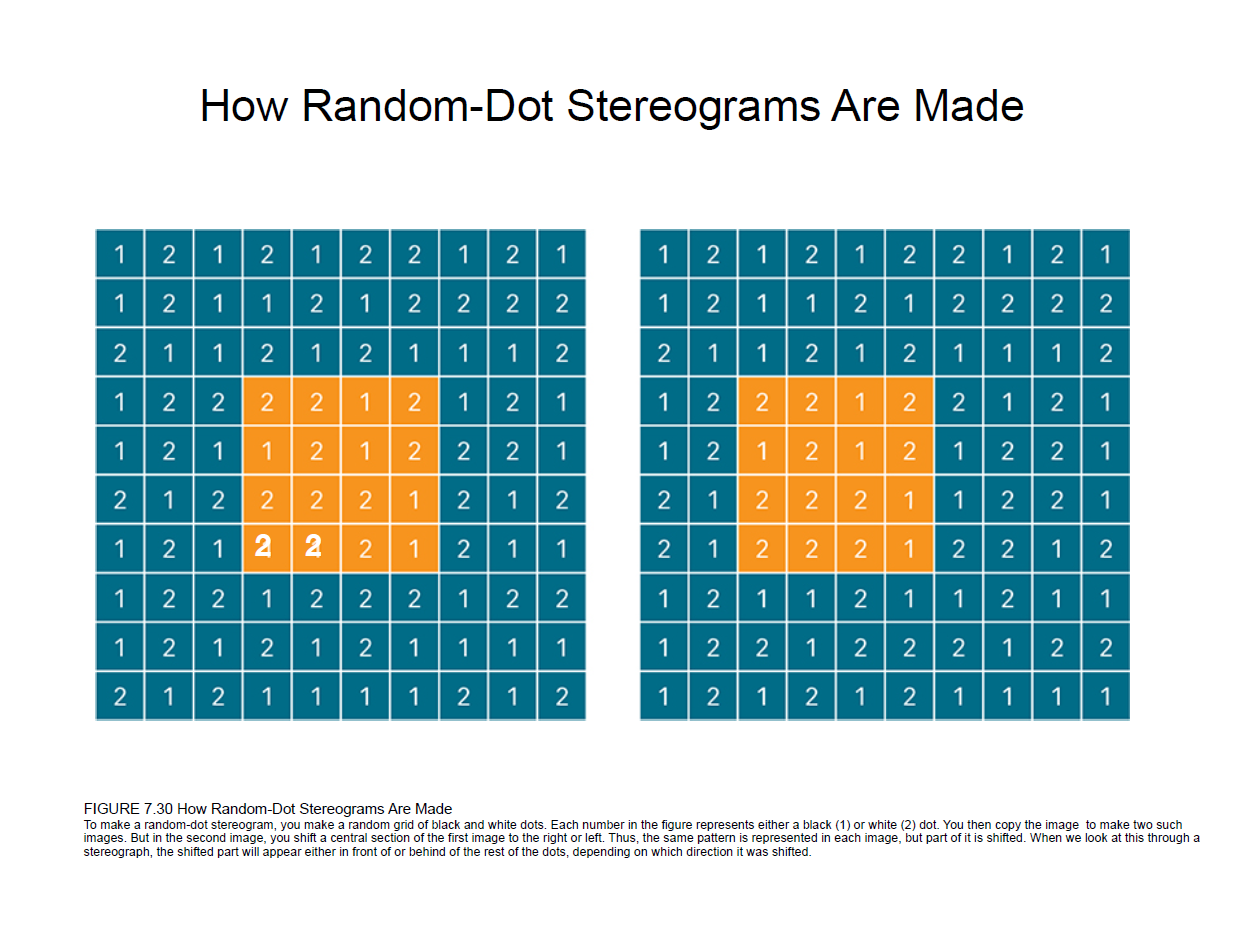 How Random-Dot Stereograms Are Made
1 2 1 2 1 2 2 1 2 1 1 2 1 2 1 2 2 1 2 1
1 2 1 1 2 1 2 2 2 2 1 2 1 1 2 1 2 2 2 2
2 1 1 2 1 2 1 1 1 2 2 1 1 2 1 2 1 1 1 2
1 2 2 2 2 1 2 1 2 1 1 2 2 2 1 2 2 1 2 1
1 2 1 1 2 1 2 2 2 1 1 2 1 2 1 2 1 2 2 1
2 1 2 2 2 2 1 2 1 2 2 1 2 2 2 1 1 2 2 1
1 2 1 2 2 2 1 2 1 1 2 1 2 2 2 1 2 2 1 2
1 2 2 1 2 2 2 1 2 2 1 2 1 1 2 1 1 2 1 1
1 2 1 2 1 2 1 1 1 1 1 2 2 1 2 2 2 1 2 2
2 1 2 1 1 1 1 2 1 2 1 2 1 2 1 2 1 1 1 1
FIGURE 7.30 How Random-Dot Stereograms Are Made
To make a random-dot stereogram, you make a random grid of black and white dots. Each number in the figure represents either a black (1) or white (2) dot. You then copy the image to make two such
images. But in the second image, you shift a central section of the first image to the right or left. Thus, the same pattern is represented in each image, but part of it is shifted. When we look at this through a
stereograph, the shifted part will appear either in front of or behind of the rest of the dots, depending on which direction it was shifted.